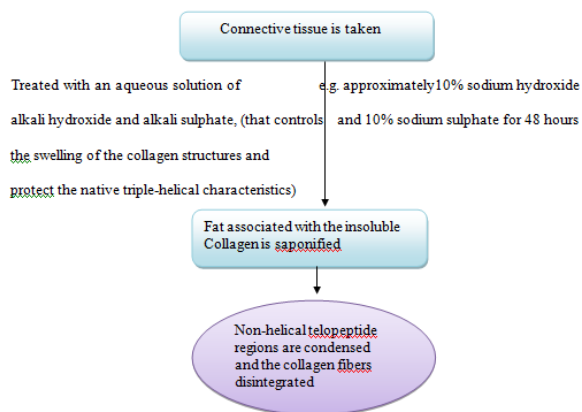 Connective tissue is taken
Treated with an aqueous solution of
alkali hydroxide and alkali sulphate, (that controls
the swelling of the collagen structures and
protect the native triple-helical characteristics)
e.g. approximately10% sodium hydroxide
and 10% sodium sulphate for 48 hours
Fat associated with the insoluble
Collagen is saponified
Non-helical telopeptide
regions are condensed
and the collagen fibers
disintegrated